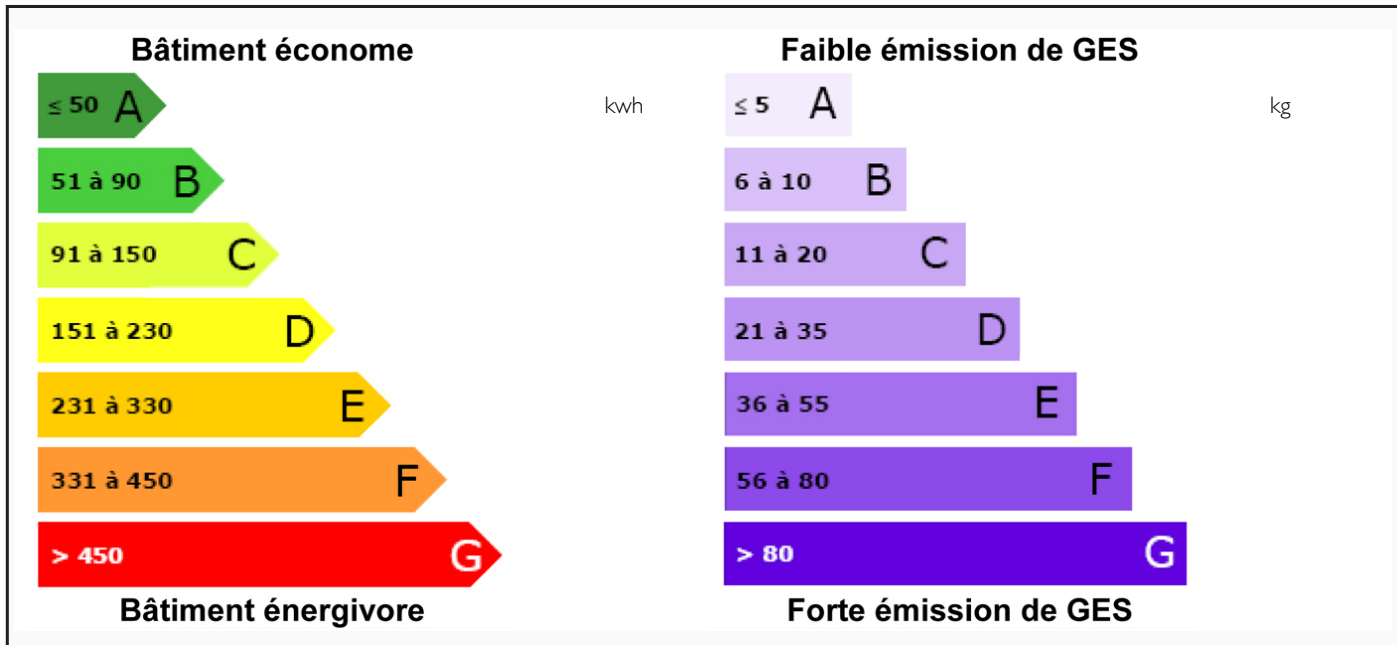 Bâtiment économe
≤ 50 A
kwh
51 à 90 B
91 à 150 C
151 à 230 D
231 à 330 E
331 à 450 F
> 450 G
Bâtiment énergivore
Faible émission de GES
≤ 5 A
kg
6 à 10 B
11 à 20 C
21 à 35 D
36 à 55 E
56 à 80 F
> 80 G
Forte émission de GES